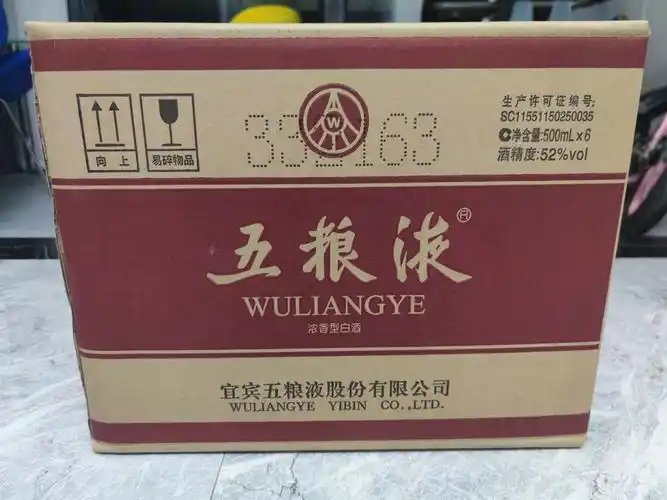 生产许可证编号:
SC11551150250035
净含量:500mL×6
酒精度:52%vol
向上
易碎物品
W
五粮液®
WULIANGYE
浓香型白酒
宜宾五粮液股份有限公司
WULIANGYE YIBIN CO.,LTD.